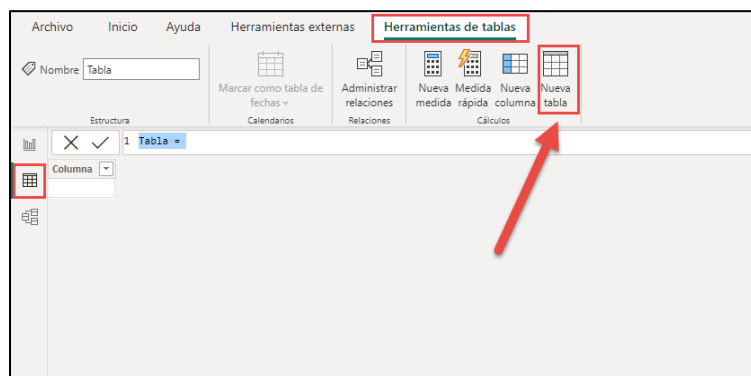 Archivo Inicio Ayuda Herramientas externas Herramientas de tablas
Nombre Tabla
Marcar como tabla de
fechas
Administrar
relaciones
Nueva
medida
Medida
rápida
Nueva
columna
Nueva
tabla
Estructura Calendarios Relaciones Cálculos
1 Tabla =
Columna